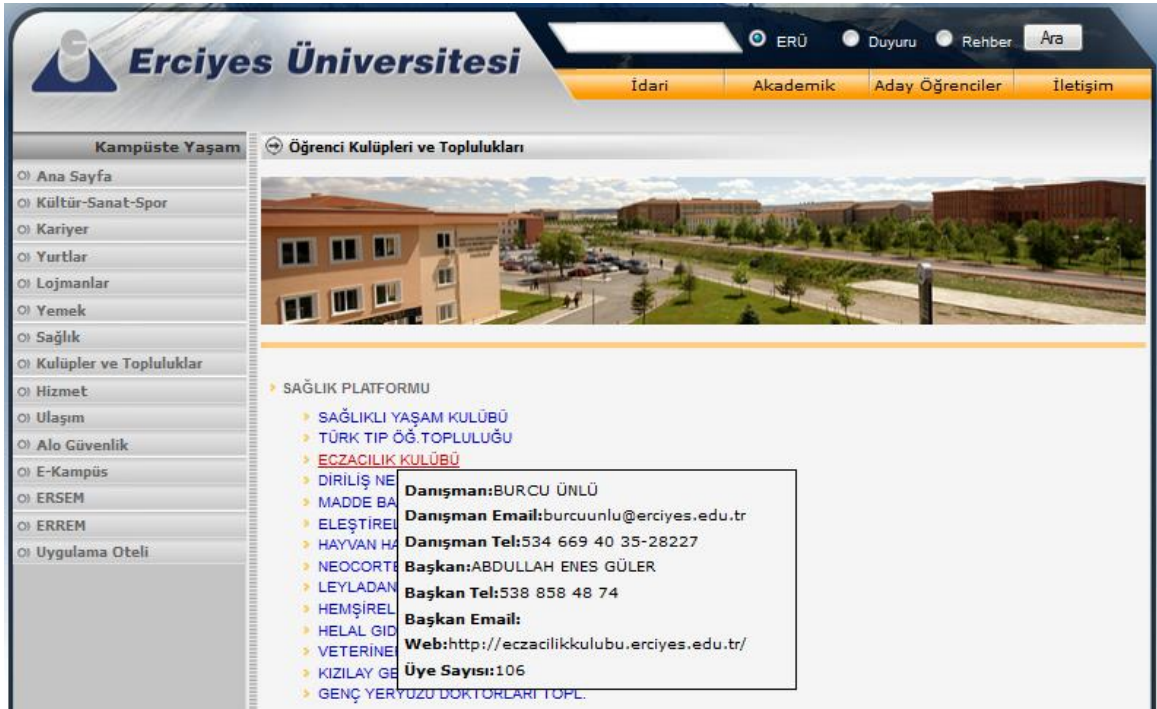 Erciyes Üniversitesi
ERÜ Duyuru Rehber Ara
İdari Akademik Aday Öğrenciler İletişim
Kampüste Yaşam
Ana Sayfa
Kültür-Sanat-Spor
Kariyer
Yurtlar
Lojmanlar
Yemek
Sağlık
Kulüpler ve Topluluklar
Hizmet
Ulaşım
Alo Güvenlik
E-Kampüs
ERSEM
ERREM
Uygulama Oteli
Öğrenci Kulüpleri ve Toplulukları
SAĞLIK PLATFORMU
SAĞLIKLI YAŞAM KULÜBÜ
TÜRK TIP ÖĞ.TOPLULUĞU
ECZACILIK KULÜBÜ
DİRİLİŞ NE
MADDE BA
ELEŞTİREL
HAYVAN HA
NEOCORTE
LEYLADAN
HEMŞİREL
HELAL GID
VETERİNE
KIZILAY GE
GENÇ YERYÜZÜ DOKTORLARI TOPL.
Danışman:BURCU ÜNLÜ
Danışman Email:burcuunlu@erciyes.edu.tr
Danışman Tel:534 669 40 35-28227
Başkan:ABDULLAH ENES GÜLER
Başkan Tel:538 858 48 74
Başkan Email:
Web:http://eczacilikkulubu.erciyes.edu.tr/
Üye Sayısı:106